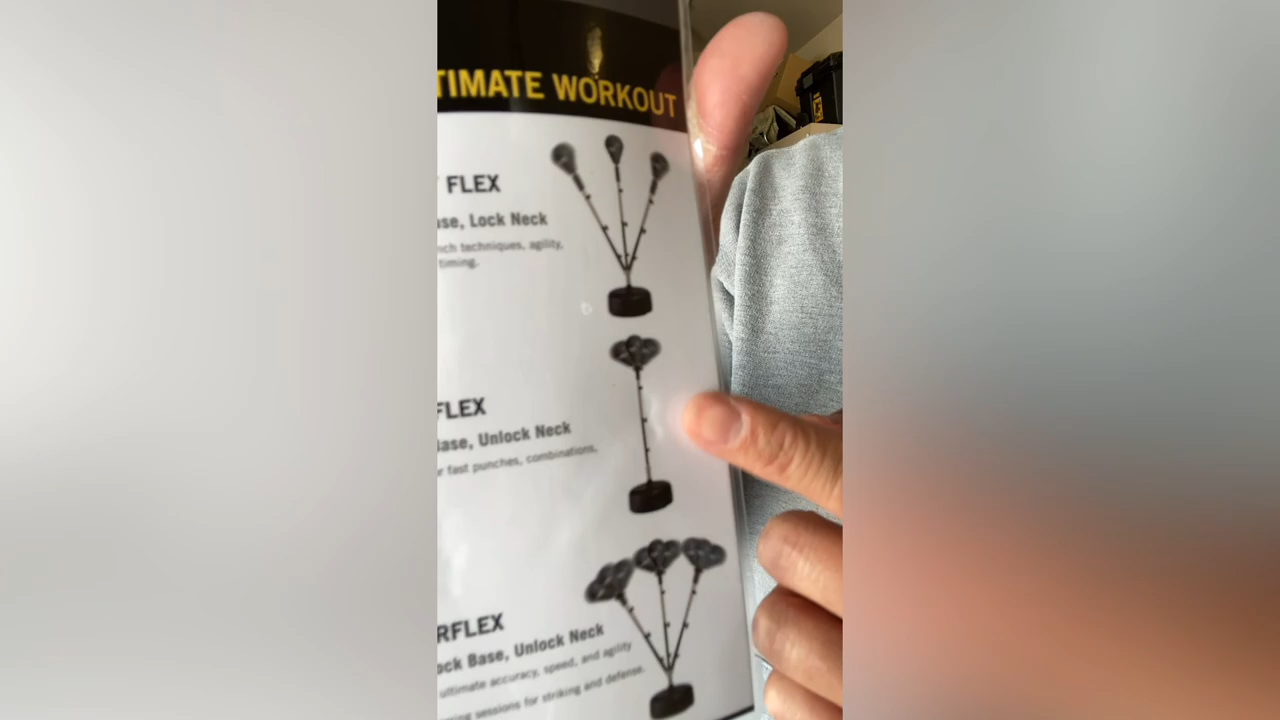 TIMATE WORKOUT
FLEX
ase, Lock Neck
nch techniques, agility,
timing.
FLEX
Base, Unlock Neck
r fast punches, combinations,
RFLEX
ock Base, Unlock Neck
ultimate accuracy, speed, and agility
ning sessions for striking and defense.